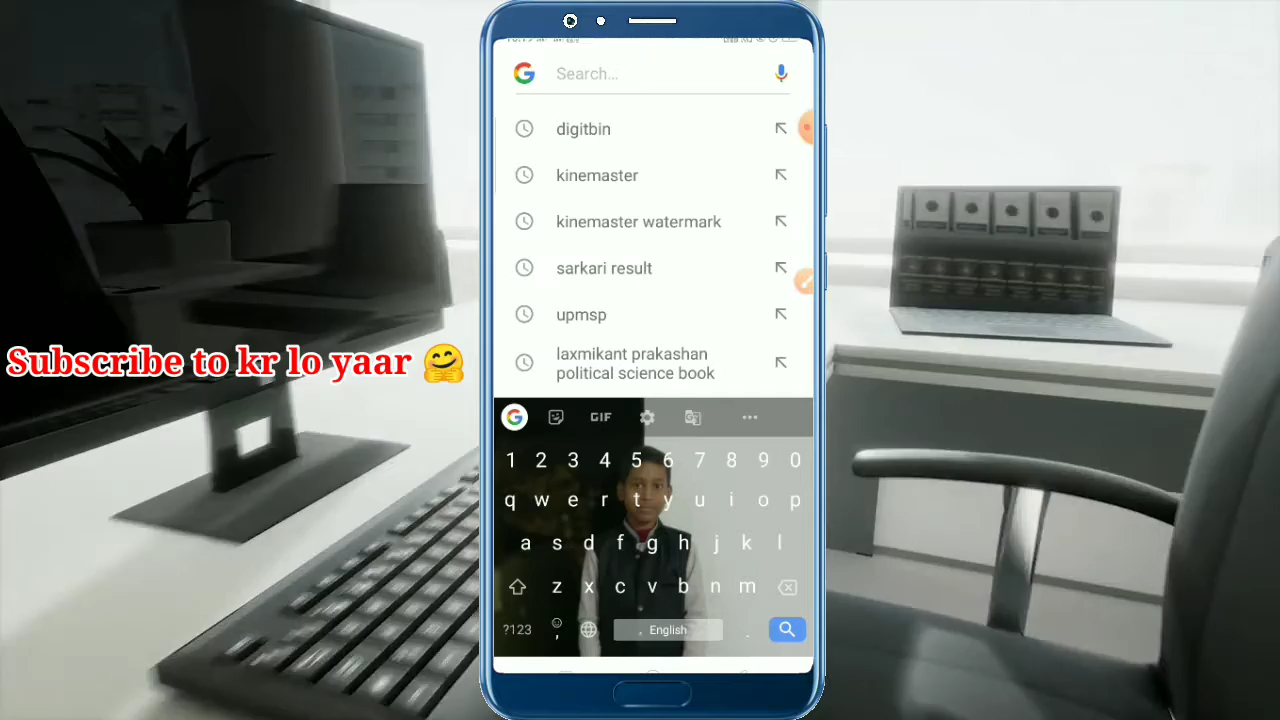 Search...
digitbin
kinemaster
kinemaster watermark
sarkari result
upmsp
laxmikant prakashan
political science book
Subscribe to kr lo yaar 🤗
GIF
1 2 3 4 5 6 7 8 9 0
q w e r t y u i o p
a s d f g h j k l
z x c v b n m
?123 , , English .